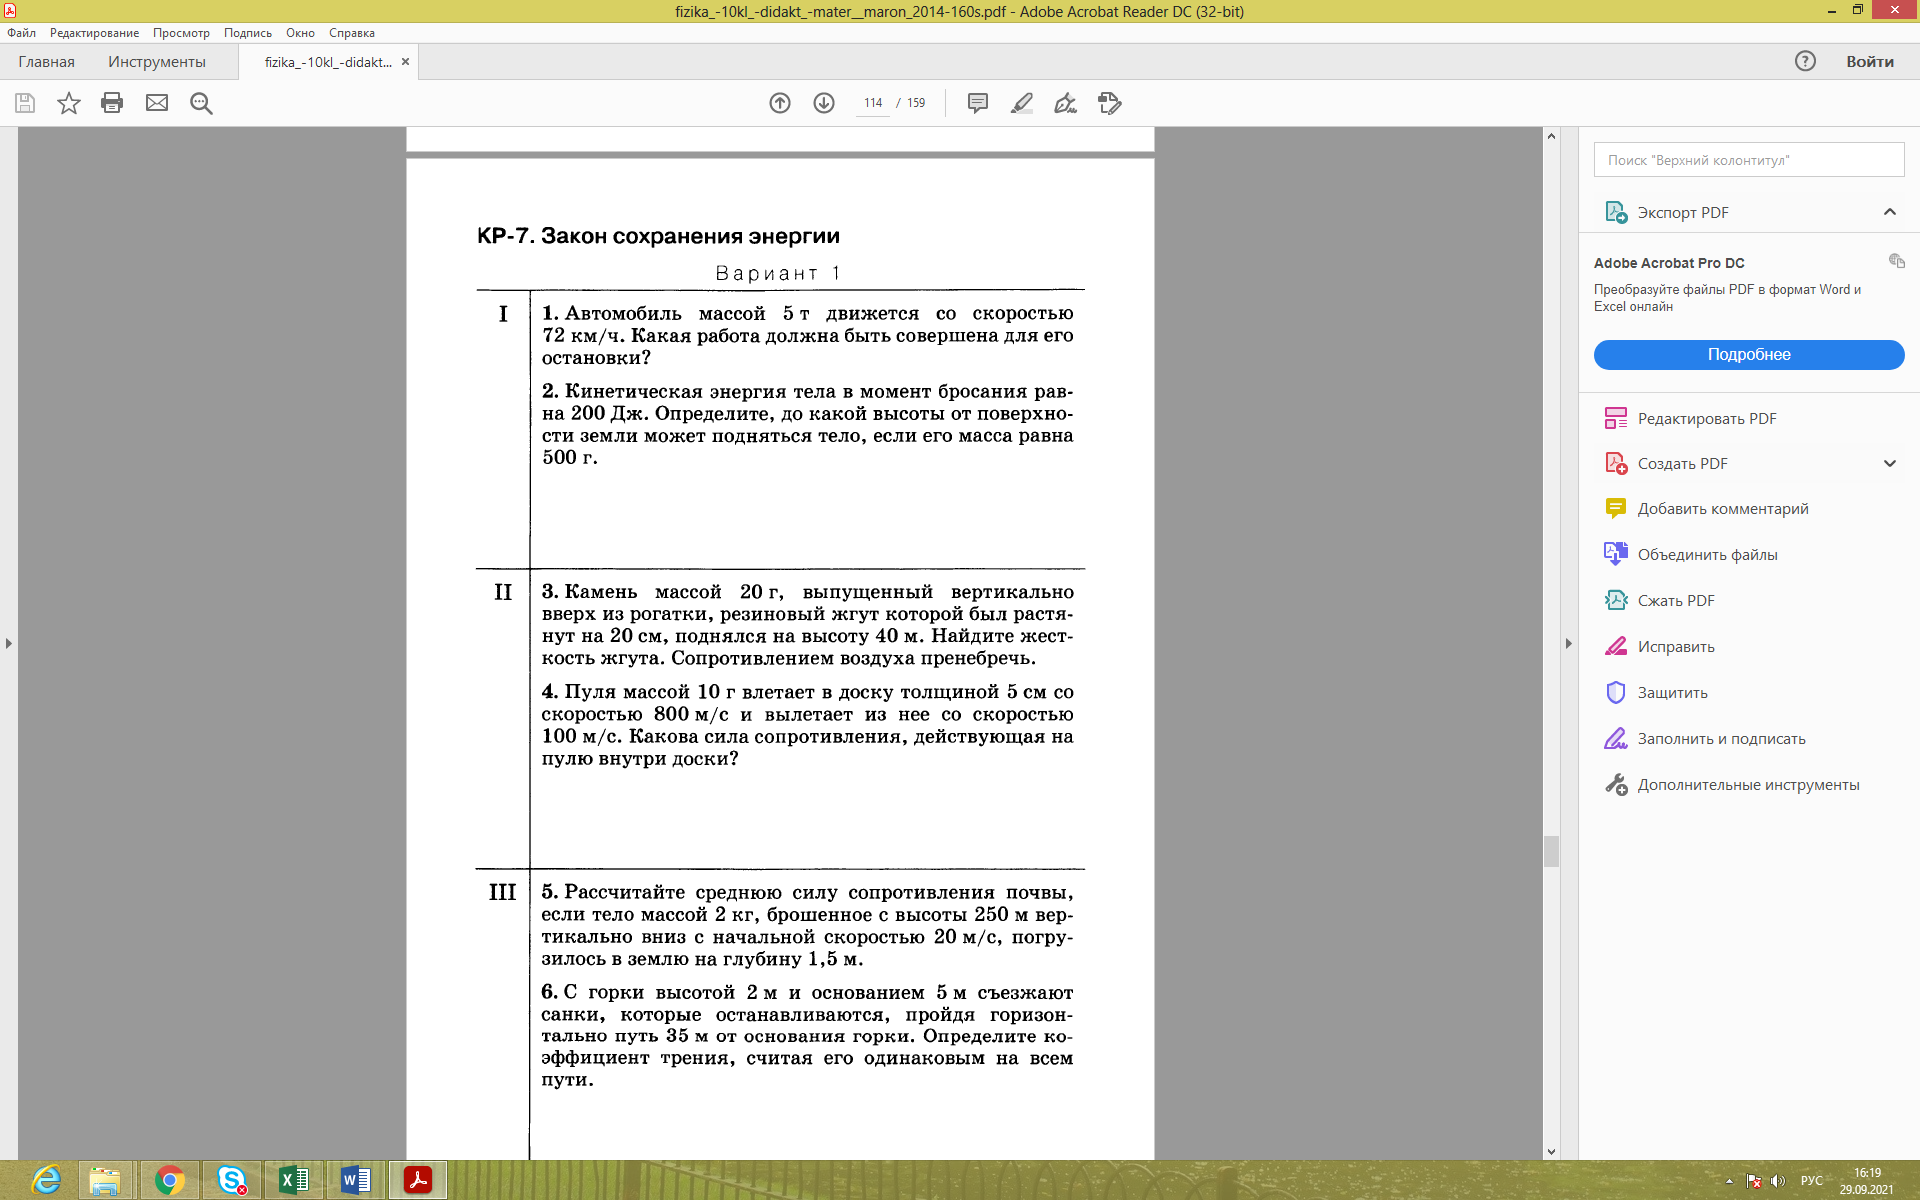 fizika_-10kl_-didakt_-mater__maron_2014-160s.pdf - Adobe Acrobat Reader DC (32-bit)
Файл Редактирование Просмотр Подпись Окно Справка
Главная Инструменты fizika_-10kl_-didakt... × Войти
114 / 159
КР-7. Закон сохранения энергии
Вариант 1
I
1. Автомобиль массой 5 т движется со скоростью
72 км/ч. Какая работа должна быть совершена для его
остановки?
2. Кинетическая энергия тела в момент бросания рав-
на 200 Дж. Определите, до какой высоты от поверхно-
сти земли может подняться тело, если его масса равна
500 г.
II
3. Камень массой 20 г, выпущенный вертикально
вверх из рогатки, резиновый жгут которой был растя-
нут на 20 см, поднялся на высоту 40 м. Найдите жест-
кость жгута. Сопротивлением воздуха пренебречь.
4. Пуля массой 10 г влетает в доску толщиной 5 см со
скоростью 800 м/с и вылетает из нее со скоростью
100 м/с. Какова сила сопротивления, действующая на
пулю внутри доски?
III
5. Рассчитайте среднюю силу сопротивления почвы,
если тело массой 2 кг, брошенное с высоты 250 м вер-
тикально вниз с начальной скоростью 20 м/с, погру-
зилось в землю на глубину 1,5 м.
6. С горки высотой 2 м и основанием 5 м съезжают
санки, которые останавливаются, пройдя горизон-
тально путь 35 м от основания горки. Определите ко-
эффициент трения, считая его одинаковым на всем
пути.
Поиск "Верхний колонтитул"
Экспорт PDF
Adobe Acrobat Pro DC
Преобразуйте файлы PDF в формат Word и
Excel онлайн
Подробнее
Редактировать PDF
Создать PDF
Добавить комментарий
Объединить файлы
Сжать PDF
Исправить
Защитить
Заполнить и подписать
Дополнительные инструменты
РУС
16:19
29.09.2021